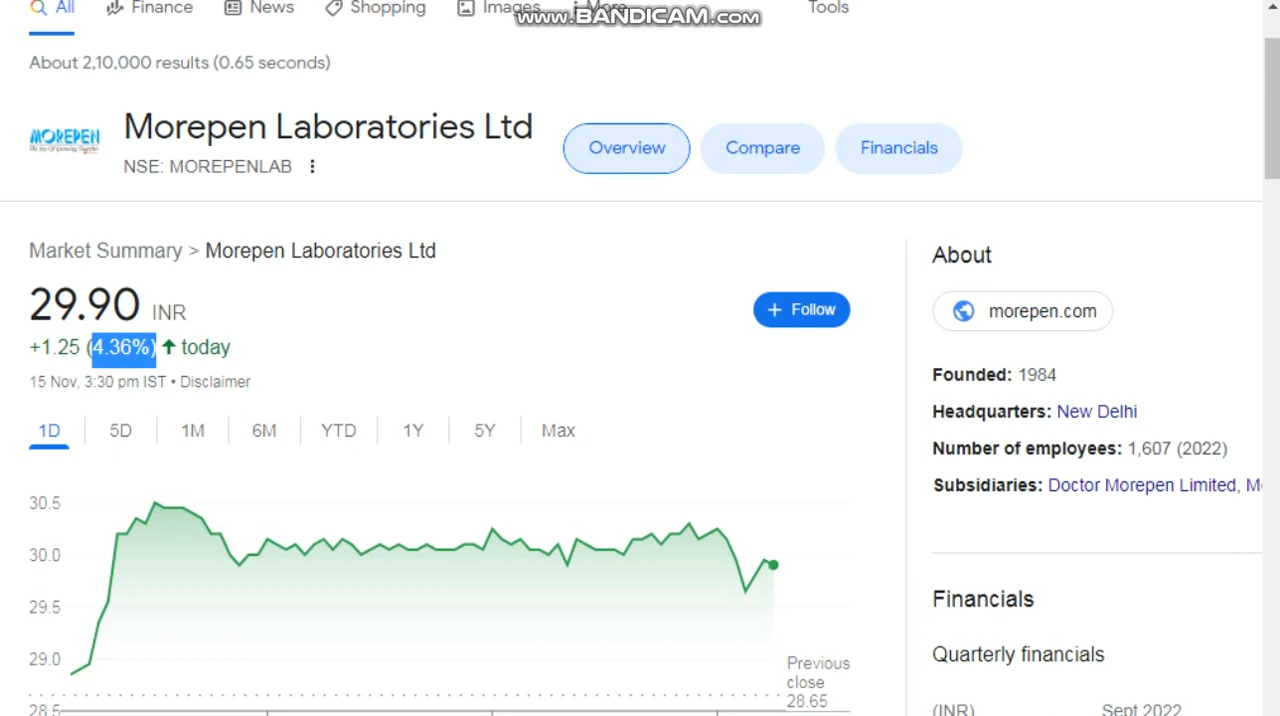 All Finance News Shopping Images More Tools
www.BANDICAM.com
About 2,10,000 results (0.65 seconds)
MOREPEN
Morepen Laboratories Ltd
NSE: MOREPENLAB
Overview Compare Financials
Market Summary > Morepen Laboratories Ltd
29.90 INR
+1.25 (4.36%) ↑ today
15 Nov, 3:30 pm IST • Disclaimer
+ Follow
1D 5D 1M 6M YTD 1Y 5Y Max
30.5
30.0
29.5
29.0
28.5
Previous
close
28.65
About
morepen.com
Founded: 1984
Headquarters: New Delhi
Number of employees: 1,607 (2022)
Subsidiaries: Doctor Morepen Limited,
Financials
Quarterly financials
(INR) Sept 2022